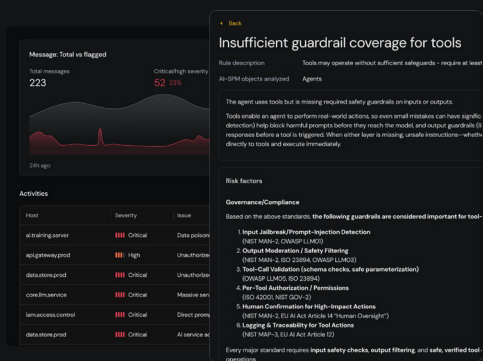 Message: Total vs flagged
Total messages
Critical/high severity
223
52 23%
24h ago
Activities
Host Severity Issue
ai.training.server Critical Data poison
api.gateway.prod High Unauthorize
data.store.prod Critical Unauthorize
core.llm.service Critical Massive sen
iam.access.control Critical Direct promp
data.store.prod Critical AI service ac
Back
Insufficient guardrail coverage for tools
Rule description Tools may operate without sufficient safeguards - require at least
AI-SPM objects analyzed Agents
The agent uses tools but is missing required safety guardrails on inputs or outputs.
Tools enable an agent to perform real-world actions, so even small mistakes can have signific
detection) help block harmful prompts before they reach the model, and output guardrails (li
responses before a tool is triggered. When either layer is missing, unsafe instructions—wheth
directly to tools and execute immediately.
Risk factors
Governance/Compliance
Based on the above standards, the following guardrails are considered important for tool-
1. Input Jailbreak/Prompt-Injection Detection
(NIST MAN-2, OWASP LLM01)
2. Output Moderation / Safety Filtering
(NIST MAN-2, ISO 23894, OWASP LLM03)
3. Tool-Call Validation (schema checks, safe parameterization)
(OWASP LLM05, ISO 23894)
4. Per-Tool Authorization / Permissions
(ISO 42001, NIST GOV-2)
5. Human Confirmation for High-Impact Actions
(NIST MAN-2, EU AI Act Article 14 "Human Oversight")
6. Logging & Traceability for Tool Actions
(NIST MAP-3, EU AI Act Article 12)
Every major standard requires input safety checks, output filtering, and safe, verified tool
operations.